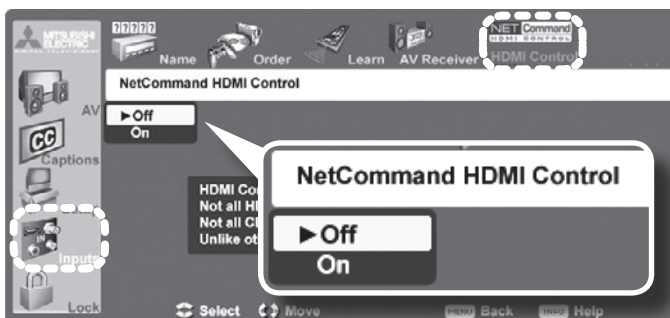 MITSUBISHI
ELECTRIC
?????
Name
Order
Learn
AV Receiver
NET Command
HDMI CONTROL
HDMI Control
NetCommand HDMI Control
AV
►Off
On
CC
Captions
HDMI Co
Not all H
Not all C
Unlike ot
NetCommand HDMI Control
►Off
On
IN
Inputs
Lock
Select
Move
MENU Back
INFO Help